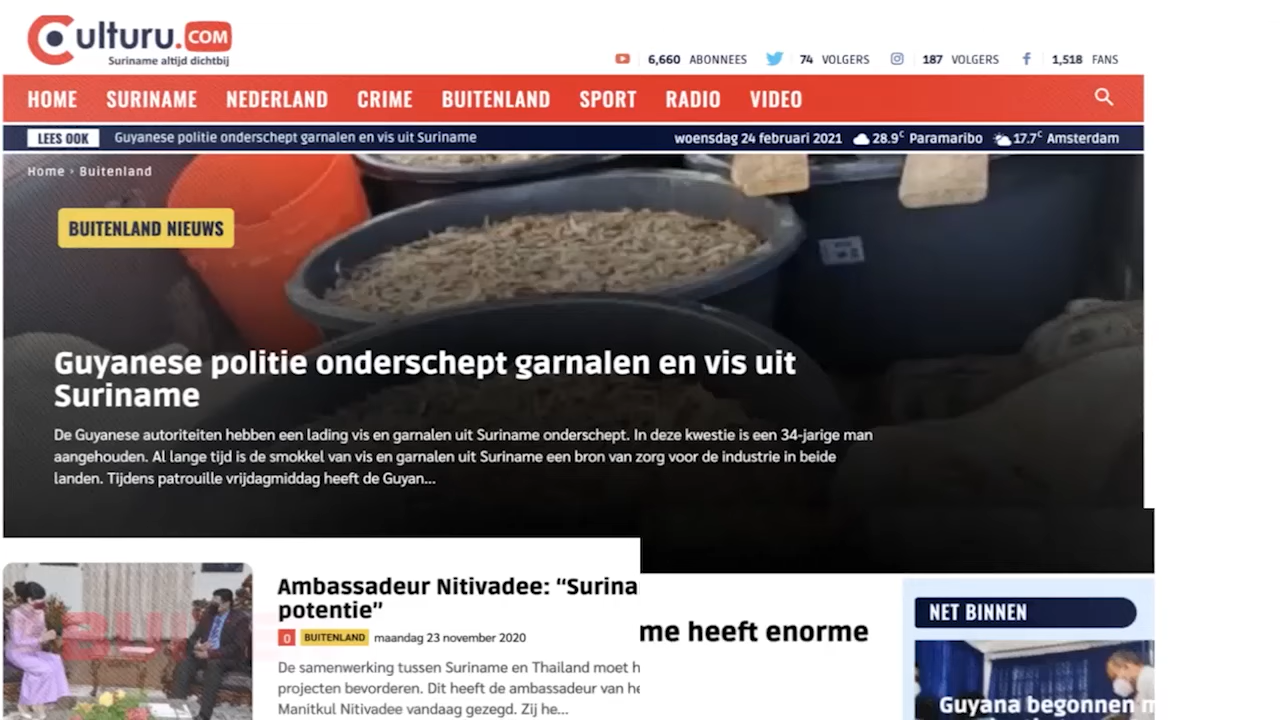 Culturu.COM
Suriname altijd dichtbij
6,660 ABONNEES 74 VOLGERS 187 VOLGERS 1,518 FANS
HOME SURINAME NEDERLAND CRIME BUITENLAND SPORT RADIO VIDEO
LEES OOK Guyanese politie onderschept garnalen en vis uit Suriname woensdag 24 februari 2021 28.9 C Paramaribo 17.7 C Amsterdam
Home › Buitenland
BUITENLAND NIEUWS
Guyanese politie onderschept garnalen en vis uit
Suriname
De Guyanese autoriteiten hebben een lading vis en garnalen uit Suriname onderschept. In deze kwestie is een 34-jarige man
aangehouden. Al lange tijd is de smokkel van vis en garnalen uit Suriname een bron van zorg voor de industrie in beide
landen. Tijdens patrouille vrijdagmiddag heeft de Guyan...
Ambassadeur Nitivadee: “Surina
potentie”
0 BUITENLAND maandag 23 november 2020
De samenwerking tussen Suriname en Thailand moet h
projecten bevorderen. Dit heeft de ambassadeur van he
Manitkul Nitivadee vandaag gezegd. Zij he...
me heeft enorme
NET BINNEN
Guyana begonnen m